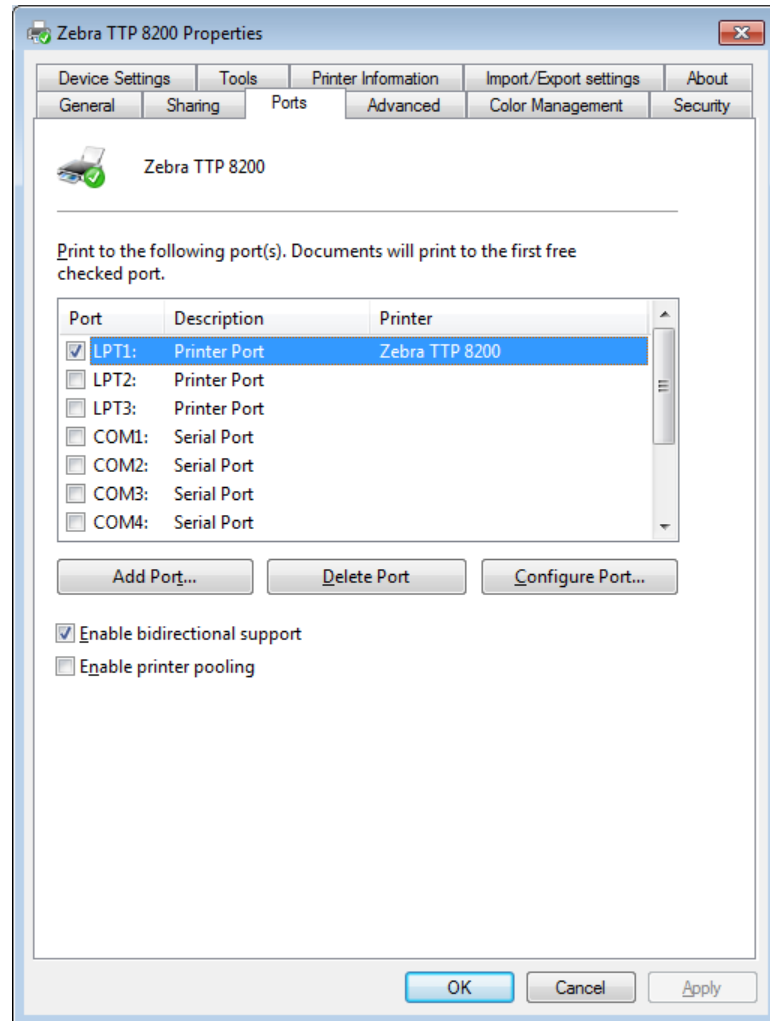 Zebra TTP 8200 Properties
Device Settings Tools Printer Information Import/Export settings About
General Sharing Ports Advanced Color Management Security
Zebra TTP 8200
Print to the following port(s). Documents will print to the first free
checked port.
Port Description Printer
LPT1: Printer Port Zebra TTP 8200
LPT2: Printer Port
LPT3: Printer Port
COM1: Serial Port
COM2: Serial Port
COM3: Serial Port
COM4: Serial Port
Add Port... Delete Port Configure Port...
Enable bidirectional support
Enable printer pooling
OK Cancel Apply